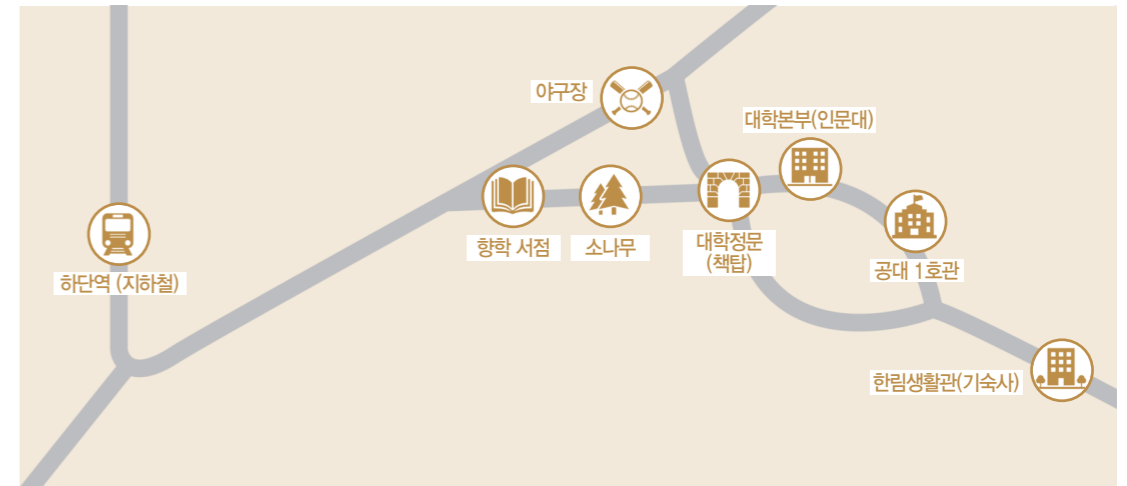 야구장
대학본부(인문대)
향학 서점
소나무
대학정문
(책탑)
공대 1호관
하단역 (지하철)
한림생활관(기숙사)